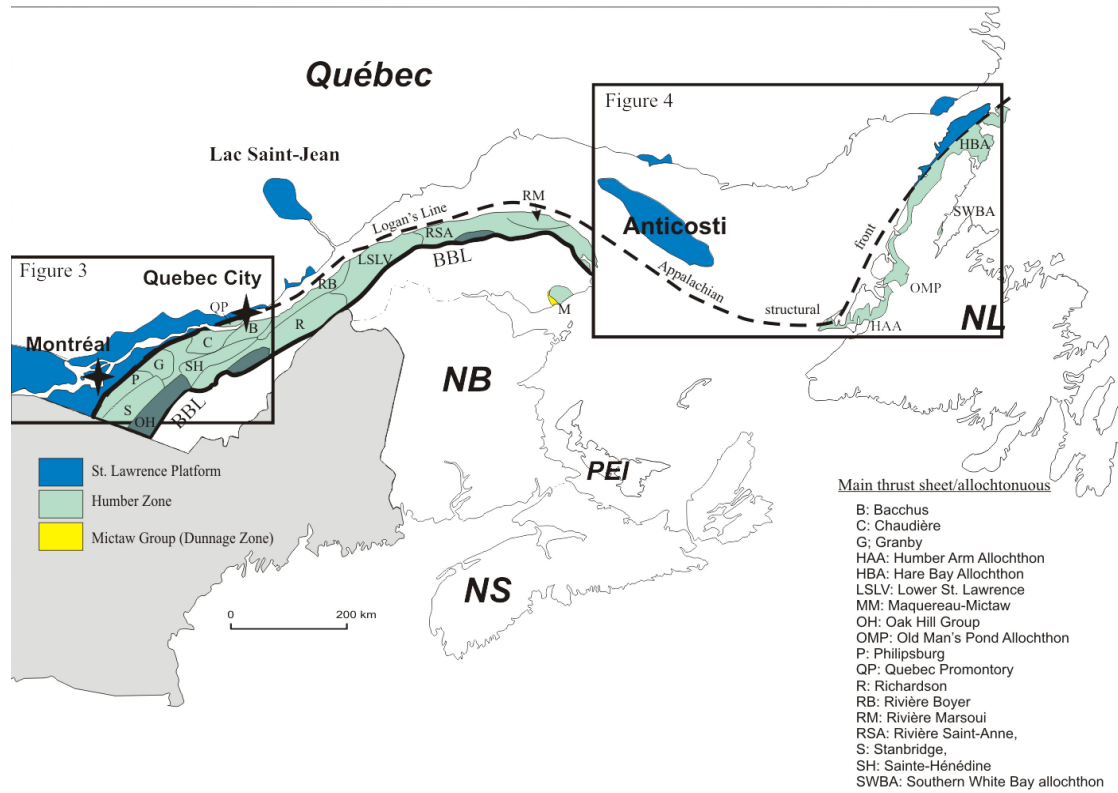 Québec
Figure 4
HBA
Lac Saint-Jean
RM
Logan's Line
RSA
Anticosti
SWBA
front
LSLV
BBL
Figure 3
Quebec City
RB
Appalachian
OMP
QP
M
structural
B
R
HAA
NL
Montréal
C
G
SH
P
NB
S
BBL
OH
St. Lawrence Platform
Humber Zone
Mictaw Group (Dunnage Zone)
PEI
NS
0 200 km
Main thrust sheet/allochtonuous
B: Bacchus
C: Chaudière
G; Granby
HAA: Humber Arm Allochthon
HBA: Hare Bay Allochthon
LSLV: Lower St. Lawrence
MM: Maquereau-Mictaw
OH: Oak Hill Group
OMP: Old Man's Pond Allochthon
P: Philipsburg
QP: Quebec Promontory
R: Richardson
RB: Rivière Boyer
RM: Rivière Marsoui
RSA: Rivière Saint-Anne,
S: Stanbridge,
SH: Sainte-Hénédine
SWBA: Southern White Bay allochthon